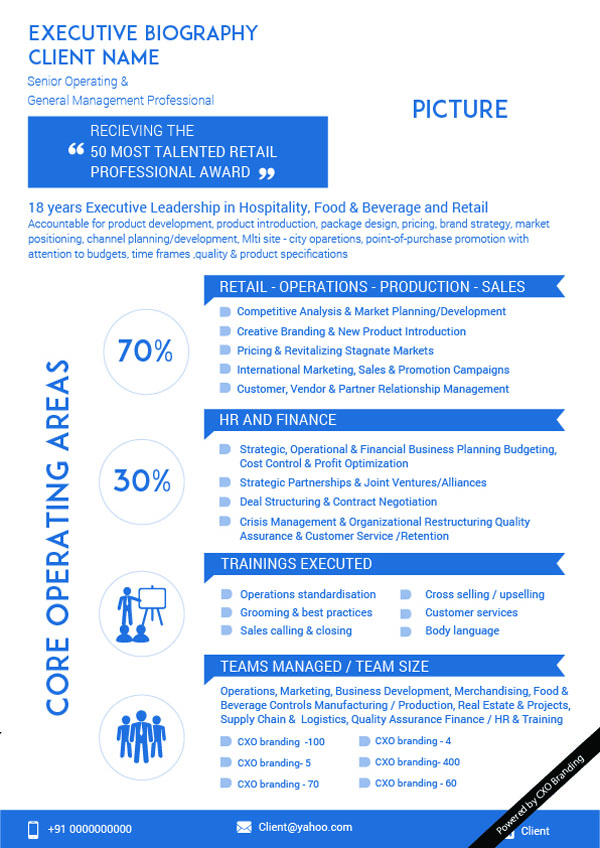 EXECUTIVE BIOGRAPHY
CLIENT NAME
Senior Operating &
General Management Professional
PICTURE
RECIEVING THE
“ 50 MOST TALENTED RETAIL
PROFESSIONAL AWARD ”
18 years Executive Leadership in Hospitality, Food & Beverage and Retail
Accountable for product development, product introduction, package design, pricing, brand strategy, market
positioning, channel planning/development, Mlti site - city oparetions, point-of-purchase promotion with
attention to budgets, time frames ,quality & product specifications
CORE OPERATING AREAS
RETAIL - OPERATIONS - PRODUCTION - SALES
70%
Competitive Analysis & Market Planning/Development
Creative Branding & New Product Introduction
Pricing & Revitalizing Stagnate Markets
International Marketing, Sales & Promotion Campaigns
Customer, Vendor & Partner Relationship Management
HR AND FINANCE
30%
Strategic, Operational & Financial Business Planning Budgeting,
Cost Control & Profit Optimization
Strategic Partnerships & Joint Ventures/Alliances
Deal Structuring & Contract Negotiation
Crisis Management & Organizational Restructuring Quality
Assurance & Customer Service /Retention
TRAININGS EXECUTED
Operations standardisation
Cross selling / upselling
Grooming & best practices
Customer services
Sales calling & closing
Body language
TEAMS MANAGED / TEAM SIZE
Operations, Marketing, Business Development, Merchandising, Food &
Beverage Controls Manufacturing / Production, Real Estate & Projects,
Supply Chain & Logistics, Quality Assurance Finance / HR & Training
CXO branding -100
CXO branding - 4
CXO branding- 5
CXO branding- 400
CXO branding - 70
CXO branding - 60
+91 0000000000
Client@yahoo.com
Client
Powered by CXO Branding